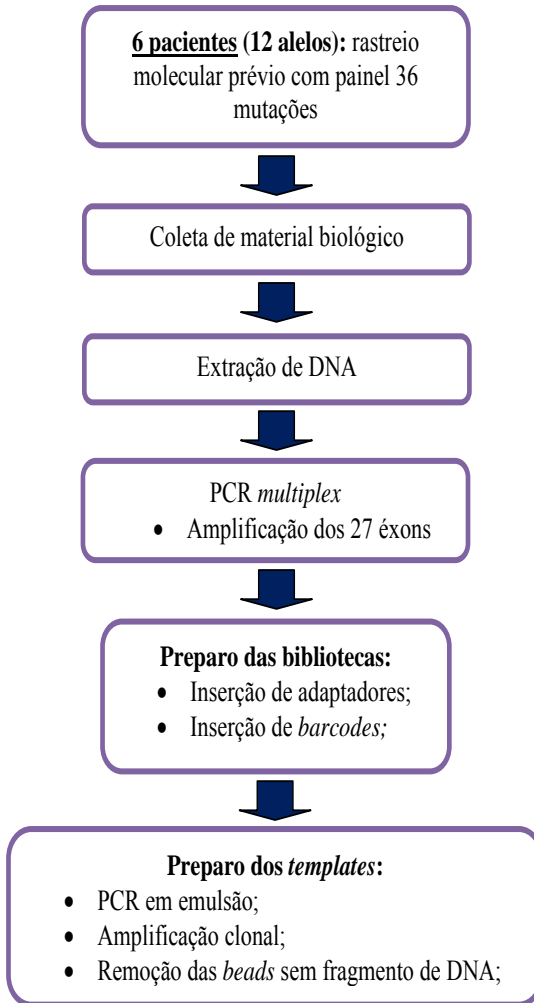 6 pacientes (12 alelos): rastreio
molecular prévio com painel 36
mutações
Coleta de material biológico
Extração de DNA
PCR multiplex
• Amplificação dos 27 éxons
Preparo das bibliotecas:
• Inserção de adaptadores;
• Inserção de barcodes;
Preparo dos templates:
• PCR em emulsão;
• Amplificação clonal;
• Remoção das beads sem fragmento de DNA;